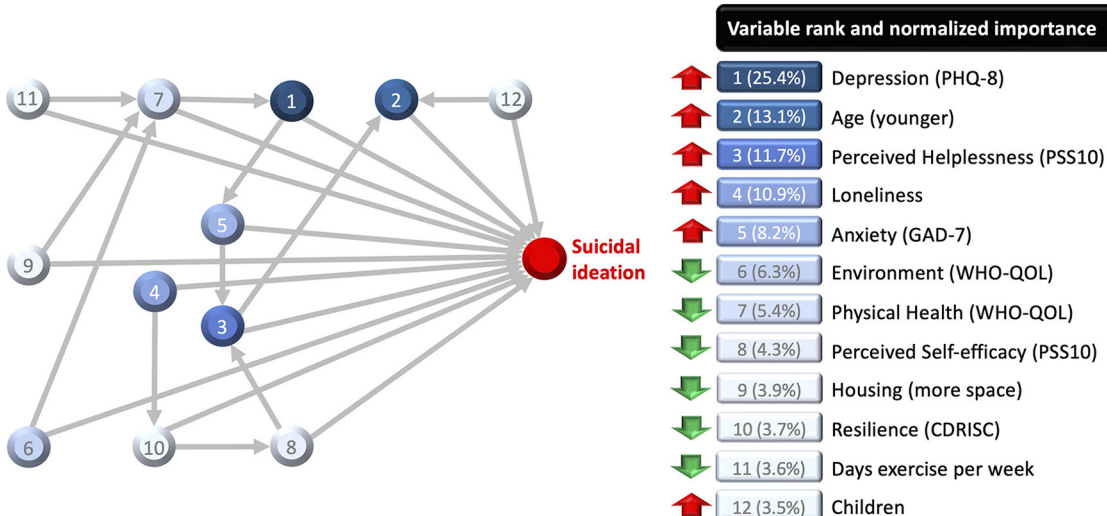 Variable rank and normalized importance
11
7
1
2
12
5
9
4
3
6
10
8
Suicidal
ideation
1 (25.4%) Depression (PHQ-8)
2 (13.1%) Age (younger)
3 (11.7%) Perceived Helplessness (PSS10)
4 (10.9%) Loneliness
5 (8.2%) Anxiety (GAD-7)
6 (6.3%) Environment (WHO-QOL)
7 (5.4%) Physical Health (WHO-QOL)
8 (4.3%) Perceived Self-efficacy (PSS10)
9 (3.9%) Housing (more space)
10 (3.7%) Resilience (CDRISC)
11 (3.6%) Days exercise per week
12 (3.5%) Children